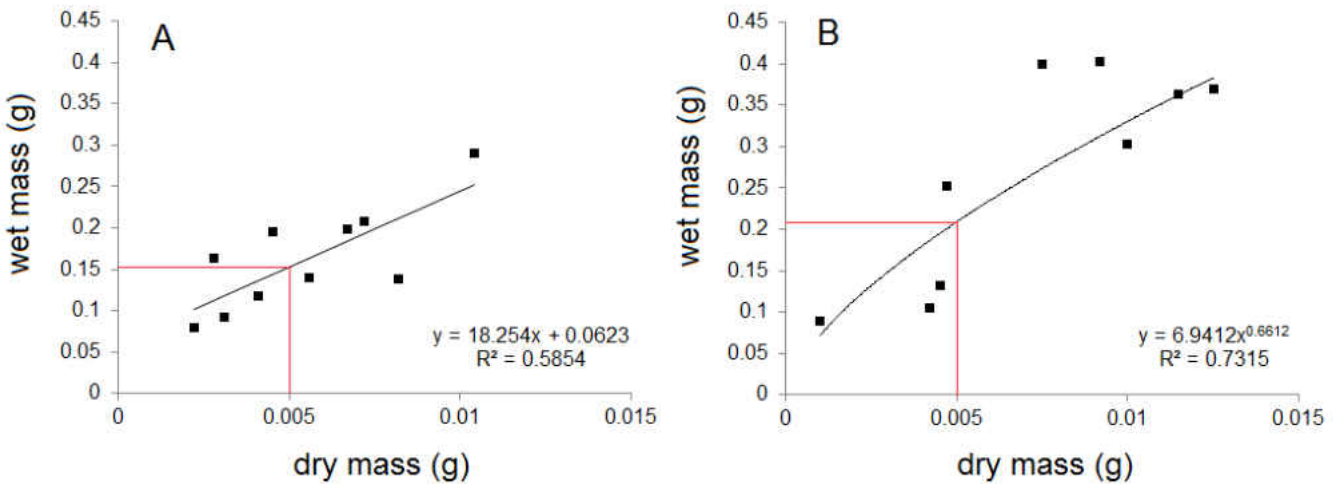 A
wet mass (g)
0.45
0.4
0.35
0.3
0.25
0.2
0.15
0.1
0.05
0
y = 18.254x + 0.0623
R² = 0.5854
0
0.005
0.01
0.015
dry mass (g)
B
wet mass (g)
0.45
0.4
0.35
0.3
0.25
0.2
0.15
0.1
0.05
0
y = 6.9412x^0.6612
R² = 0.7315
0
0.005
0.01
0.015
dry mass (g)